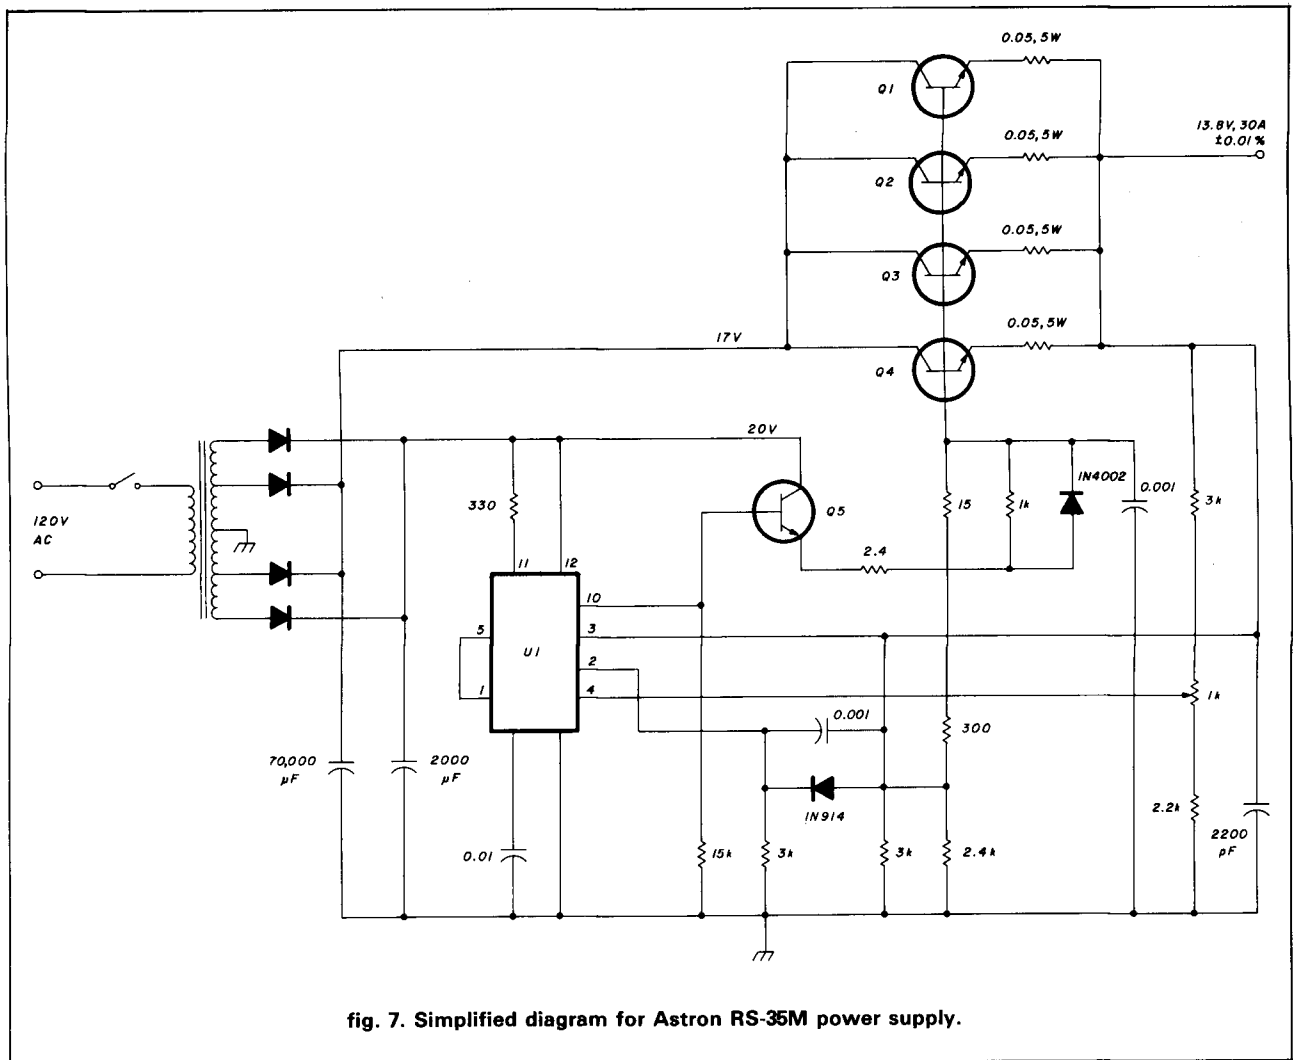 0.05, 5W
Q1
13.8V, 30A
±0.01%
0.05, 5W
Q2
0.05, 5W
Q3
0.05, 5W
17V
Q4
20V
1N4002
0.001
330
Q5
15
1k
3k
120V
AC
2.4
11
12
10
5
3
U1
2
1
4
1k
0.001
300
70,000
µF
2000
µF
1N914
2.2k
2200
pF
0.01
15k
3k
3k
2.4k
fig. 7. Simplified diagram for Astron RS-35M power supply.